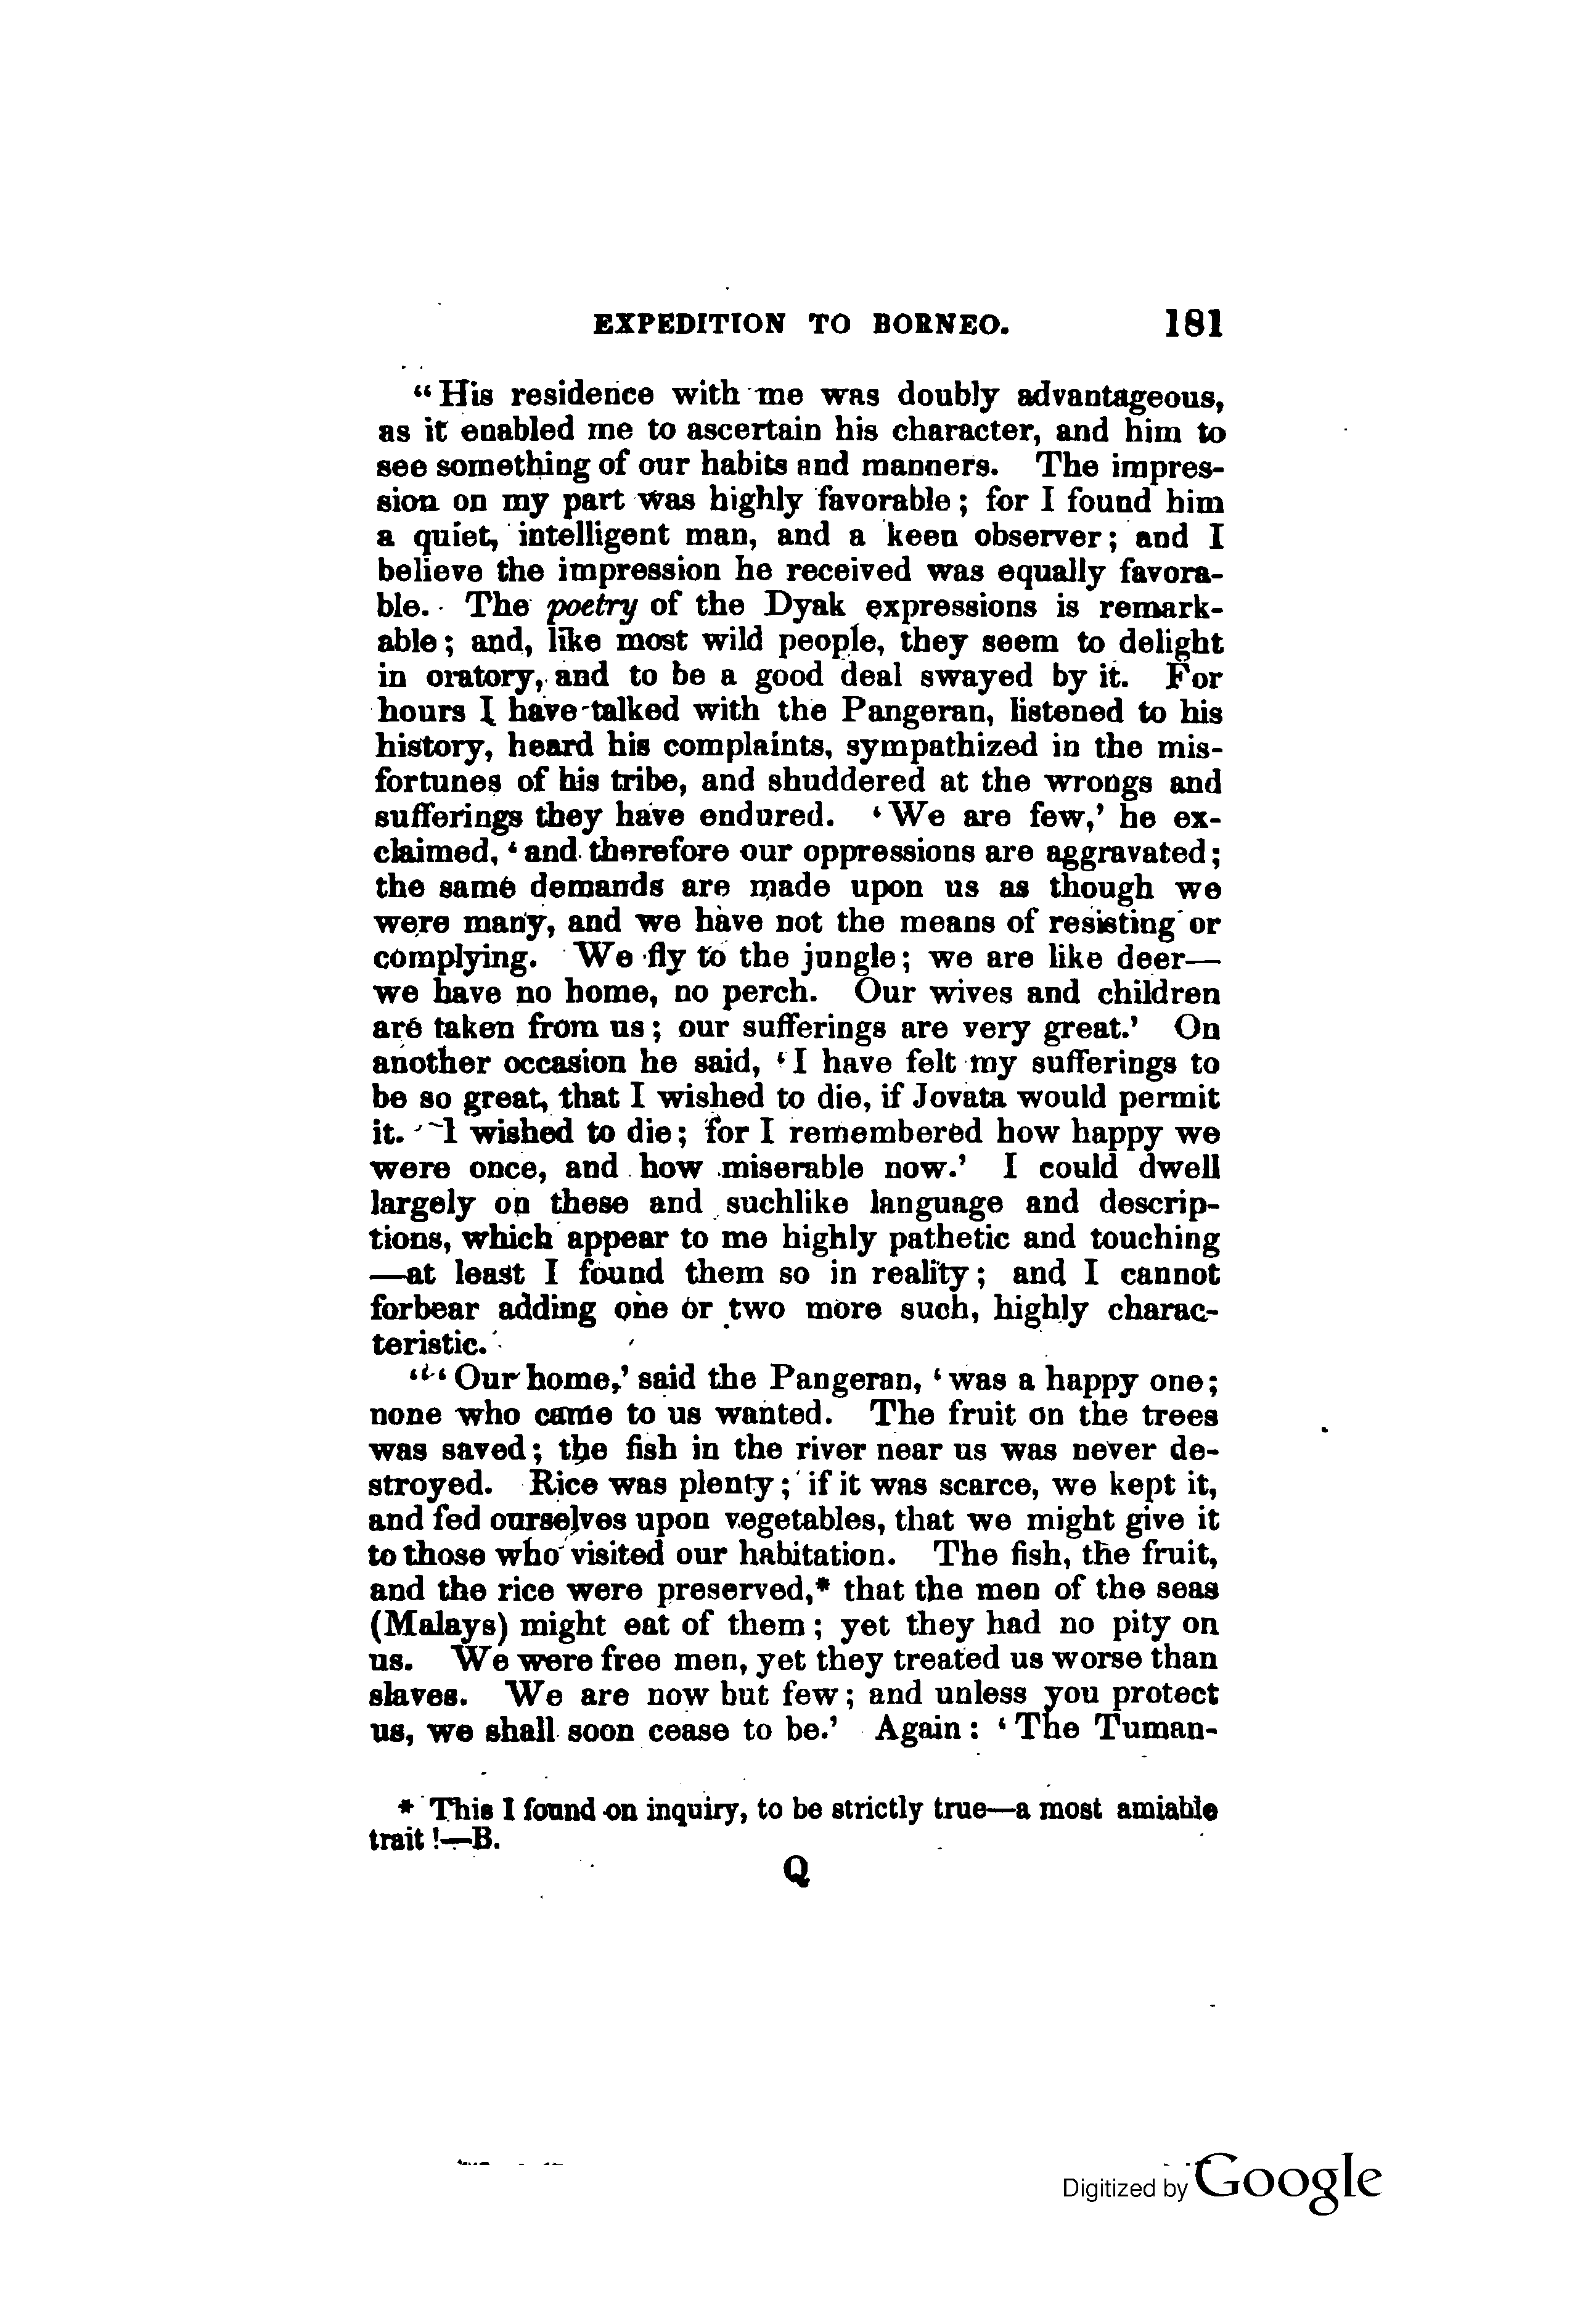 EXPEDITION TO BORNEO. 181
“His residence with me was doubly advantageous,
as it enabled me to ascertain his character, and him to
see something of our habits and manners. The impres-
sion on my part was highly favorable; for I found him
a quiet, intelligent man, and a keen observer; and I
believe the impression he received was equally favora-
ble. The poetry of the Dyak expressions is remark-
able; and, like most wild people, they seem to delight
in oratory, and to be a good deal swayed by it. For
hours I have talked with the Pangeran, listened to his
history, heard his complaints, sympathized in the mis-
fortunes of his tribe, and shuddered at the wrongs and
sufferings they have endured. ‘We are few,’ he ex-
claimed, ‘and therefore our oppressions are aggravated;
the same demands are made upon us as though we
were many, and we have not the means of resisting or
complying. We fly to the jungle; we are like deer—
we have no home, no perch. Our wives and children
are taken from us; our sufferings are very great.’ On
another occasion he said, ‘I have felt my sufferings to
be so great, that I wished to die, if Jovata would permit
it. I wished to die; for I remembered how happy we
were once, and how miserable now.’ I could dwell
largely on these and suchlike language and descrip-
tions, which appear to me highly pathetic and touching
—at least I found them so in reality; and I cannot
forbear adding one or two more such, highly charac-
teristic.
“‘Our home,’ said the Pangeran, ‘was a happy one;
none who came to us wanted. The fruit on the trees
was saved; the fish in the river near us was never de-
stroyed. Rice was plenty; if it was scarce, we kept it,
and fed ourselves upon vegetables, that we might give it
to those who visited our habitation. The fish, the fruit,
and the rice were preserved,* that the men of the seas
(Malays) might eat of them; yet they had no pity on
us. We were free men, yet they treated us worse than
slaves. We are now but few; and unless you protect
us, we shall soon cease to be.’ Again: ‘The Tuman-
* This I found on inquiry, to be strictly true—a most amiable
trait!—B.
Q
Digitized by Google